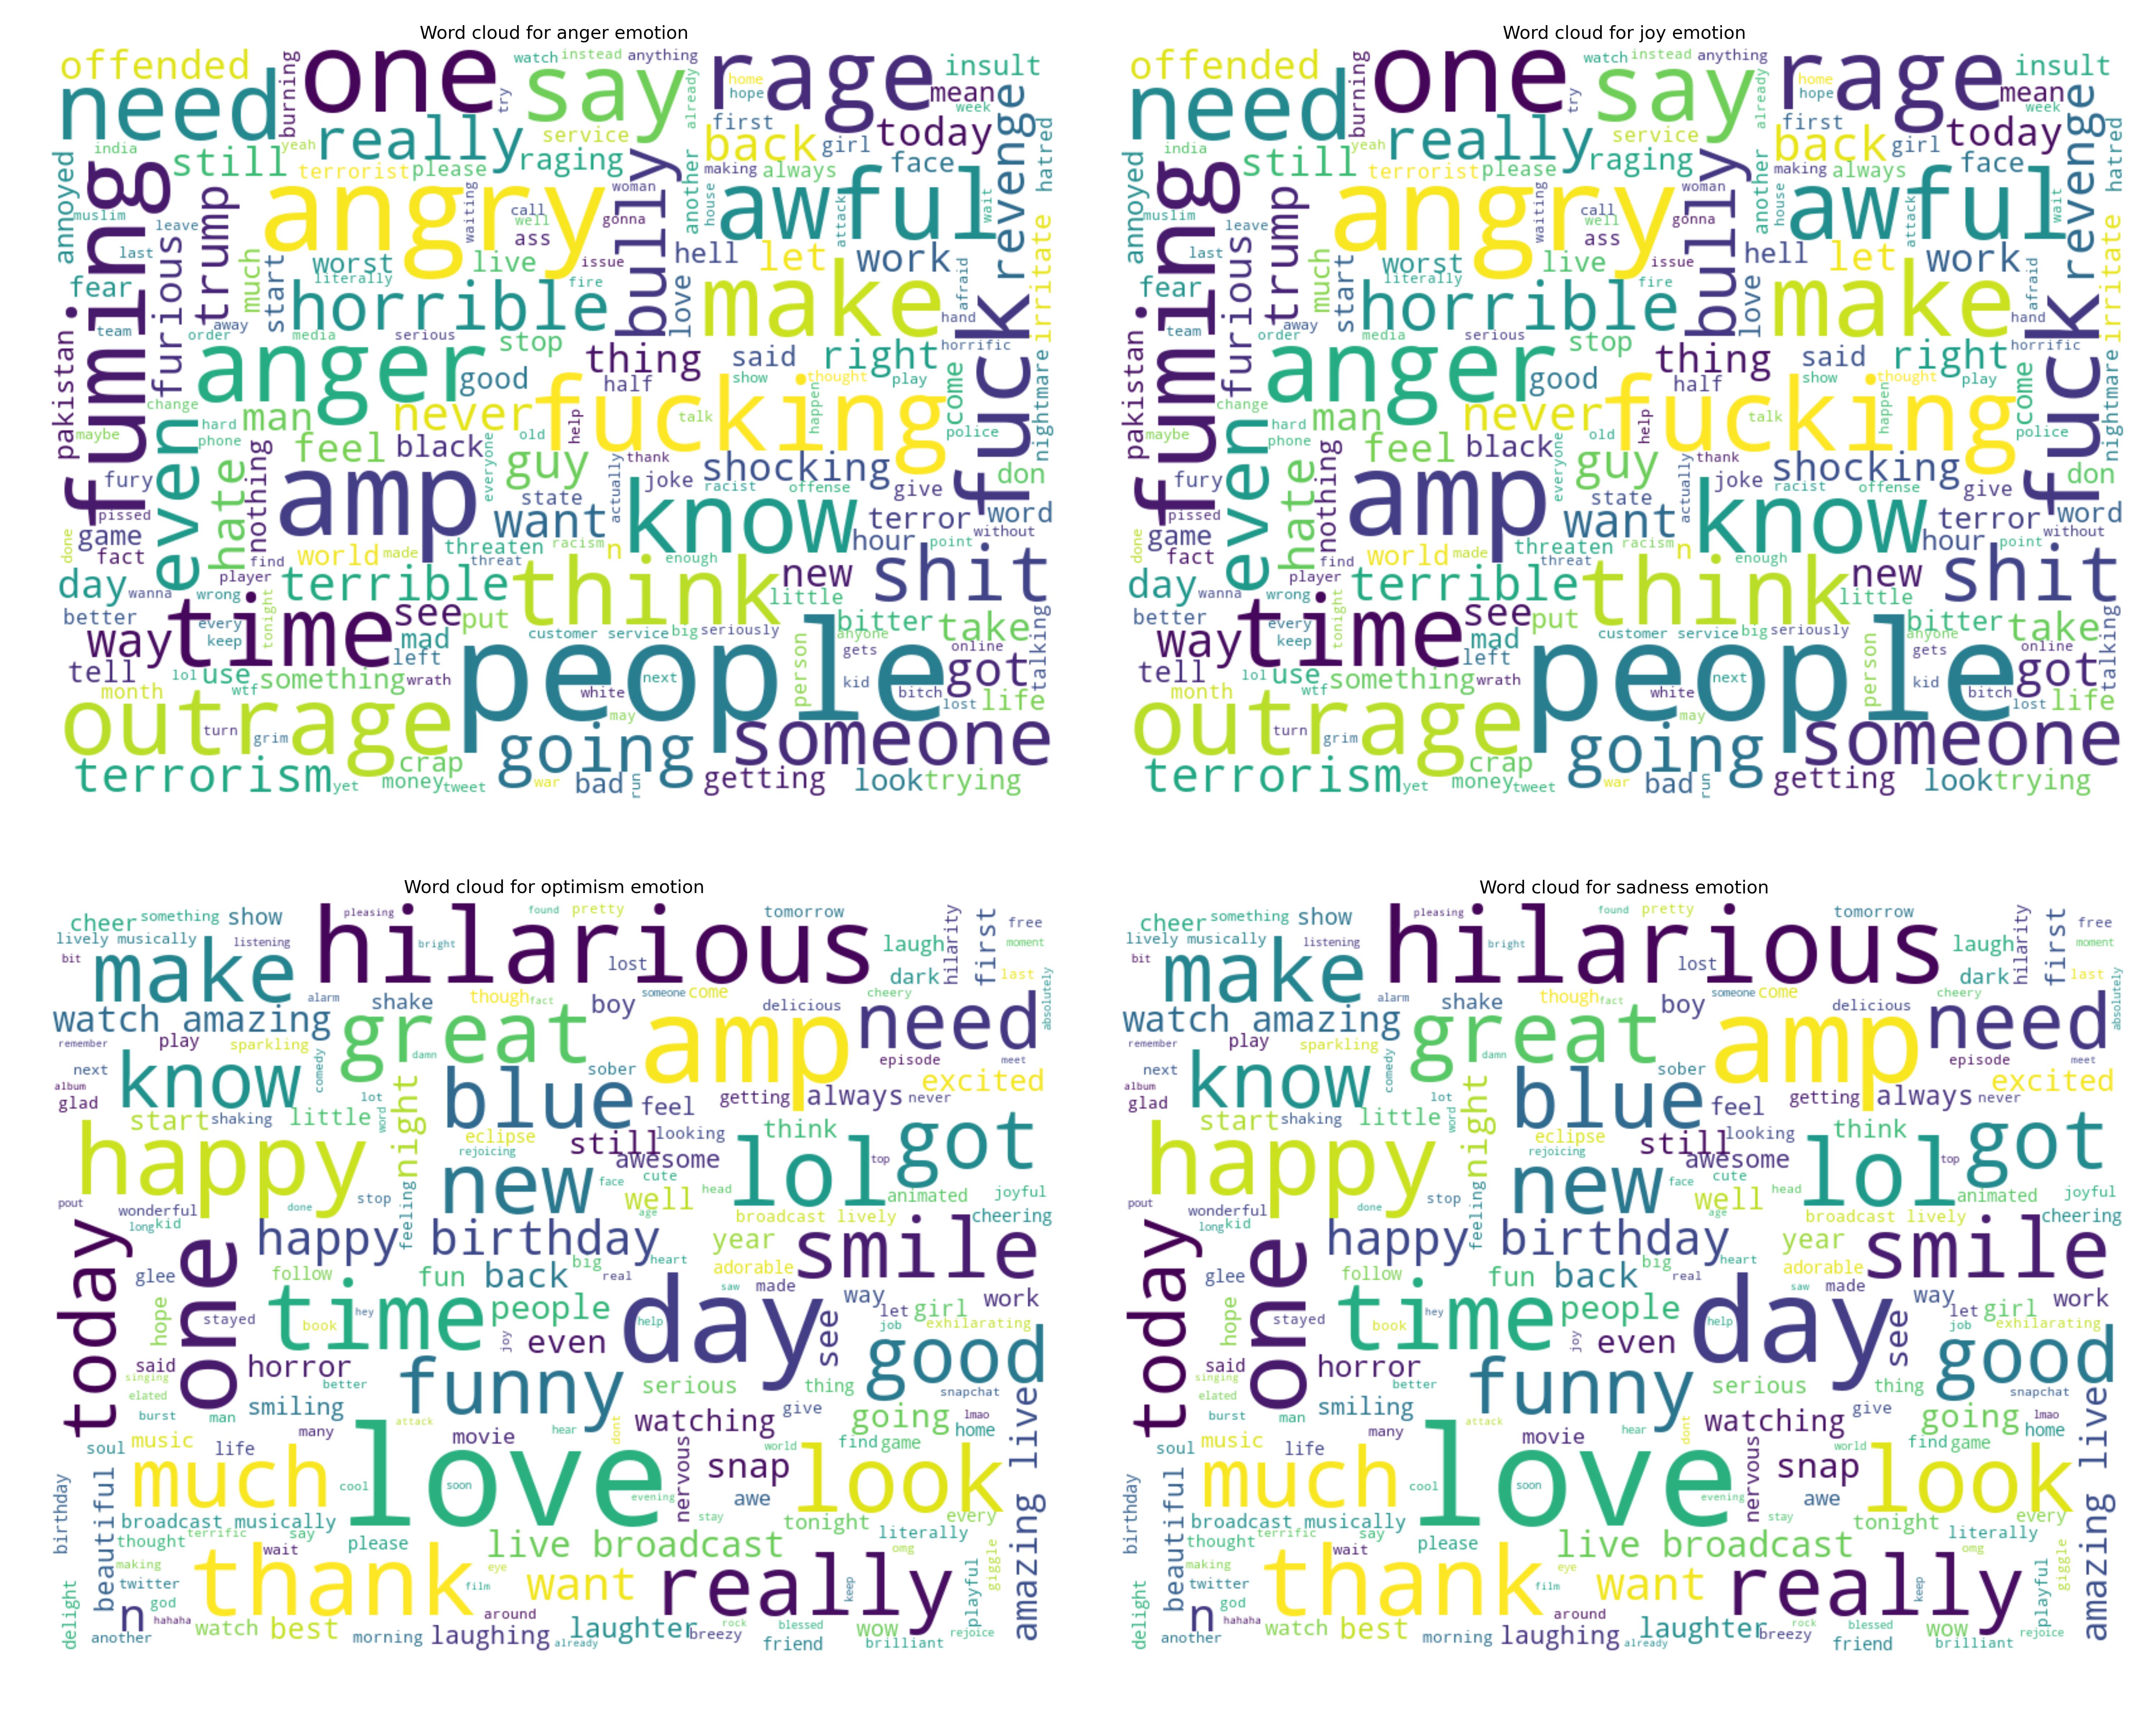 Word cloud for anger emotion
offended
burning
one
watch instead anything
say
try
already
rage
home
hope
mean
insult
week
need
india
yeah
really
service
first
today
revenge
hatred
annoyed
fuming
still
terrorist please
raging
bully
another
back
girl
face
making always
house
awful
attack
wait
muslim
leave
trump
angry
waiting
woman
call
well
ass
gonna
last
furious
much
start
worst
literally
live
issue
fire
hell
let
work
love
fear
team
away
order
horrible
media
serious
make
afraid
hand
irritate
pakistan
anger
stop
thing
said
right
horrific
fuck
good
half
show
thought
play
come
nightmare
change
man
never
fucking
help
talk
happen
police
maybe
even
hard
phone
feel
black
old
fury
hate
nothing
amp
everyone
guy
actually
thank
joke
shocking
racist
offense
give
don
pissed
game
fact
done
state
want
know
terror
word
hour
point
without
find
world
made
threaten
threat
racism
n
enough
day
wanna
wrong
player
terrible
think
new
little
shit
better
way
every
keep
tonight
time
see
put
mad
left
customer service
big
seriously
person
anyone
bitter
take
talking
tell
month
lol
use
wtf
something
wrath
people
white
next
may
gets
kid
bitch
online
got
lost
life
outrage
turn
grim
crap
going
someone
terrorism
yet
money
tweet
war
bad
run
getting
look
trying
Word cloud for joy emotion
offended
burning
one
watch instead anything
say
try
already
rage
home
hope
mean
insult
week
need
india
yeah
really
service
first
today
revenge
hatred
annoyed
fuming
still
terrorist please
raging
bully
another
back
girl
face
making always
house
awful
attack
wait
muslim
leave
trump
angry
waiting
woman
call
well
ass
gonna
last
furious
much
start
worst
literally
live
issue
fire
hell
let
work
love
fear
team
away
order
horrible
media
serious
make
afraid
hand
irritate
pakistan
anger
stop
thing
said
right
horrific
fuck
good
half
show
thought
play
come
nightmare
change
man
never
fucking
help
talk
happen
police
maybe
even
hard
phone
feel
black
old
fury
hate
nothing
amp
everyone
guy
actually
thank
joke
shocking
racist
offense
give
don
pissed
game
fact
done
state
want
know
terror
word
hour
point
without
find
world
made
threaten
threat
racism
n
enough
day
wanna
wrong
player
terrible
think
new
little
shit
better
way
every
keep
tonight
time
see
put
mad
left
customer service
big
seriously
person
anyone
bitter
take
talking
tell
month
lol
use
wtf
something
wrath
people
white
next
may
gets
kid
bitch
online
got
lost
life
outrage
turn
grim
crap
going
someone
terrorism
yet
money
tweet
war
bad
run
getting
look
trying
Word cloud for optimism emotion
cheer
something
show
hilarious
pleasing
found
pretty
tomorrow
bright
lost
laugh
hilarity
first
free
moment
lively musically
listening
bit
make
dark
last
alarm
shake
though
fact
boy
someone
come
delicious
cheery
absolutely
watch amazing
great
amp
need
remember
play
sparkling
comedy
damn
episode
meet
next
know
blue
sober
excited
album
glad
lot
word
night
feel
getting
always
never
start
shaking
little
eclipse
rejoicing
still
looking
think
lol
top
got
happy
feeling
new
awesome
face
cute
well
head
age
animated
joyful
pout
wonderful
long
kid
done
stop
broadcast lively
cheering
today
one
happy birthday
big
heart
year
smile
glee
follow
fun
back
real
adorable
saw
made
hope
stayed
time
hey
book
people
joy
even
day
help
see
way
let
girl
work
job
exhilarating
said
singing
horror
better
funny
serious
thing
good
snapchat
elated
burst
man
smiling
attack
watching
give
going
lmao
home
many
movie
hear
dont
soul
music
life
love
world
find
game
amazing live
birthday
beautiful
much
cool
soon
evening
nervous
snap
awe
look
broadcast musically
stay
tonight
every
literally
thought
terrific
say
wait
please
live broadcast
omg
making
thank
eye
film
want
really
keep
playful
giggle
delight
twitter
god
n
hahaha
another
watch
best
morning
around
laughing
already
laughter
breezy
rock
blessed
friend
wow
brilliant
rejoice
Word cloud for sadness emotion
cheer
something
show
hilarious
pleasing
found
pretty
tomorrow
bright
lost
laugh
hilarity
first
free
moment
lively musically
listening
bit
make
dark
last
alarm
shake
though
fact
boy
someone
come
delicious
cheery
absolutely
watch amazing
great
amp
need
remember
play
sparkling
comedy
damn
episode
meet
next
know
blue
sober
excited
album
glad
lot
word
night
feel
getting
always
never
start
shaking
little
eclipse
rejoicing
still
looking
think
lol
top
got
happy
feeling
new
awesome
face
cute
well
head
age
animated
joyful
pout
wonderful
long
kid
done
stop
broadcast lively
cheering
today
one
happy birthday
big
heart
year
smile
glee
follow
fun
back
real
adorable
saw
made
hope
stayed
time
hey
book
people
joy
even
day
help
see
way
let
girl
work
job
exhilarating
said
singing
horror
better
funny
serious
thing
good
snapchat
elated
burst
man
smiling
attack
watching
give
going
lmao
home
many
movie
hear
dont
soul
music
life
love
world
find
game
amazing live
birthday
beautiful
much
cool
soon
evening
nervous
snap
awe
look
broadcast musically
stay
tonight
every
literally
thought
terrific
say
wait
please
live broadcast
omg
making
thank
eye
film
want
really
keep
playful
giggle
delight
twitter
god
n
hahaha
another
watch
best
morning
around
laughing
already
laughter
breezy
rock
blessed
friend
wow
brilliant
rejoice